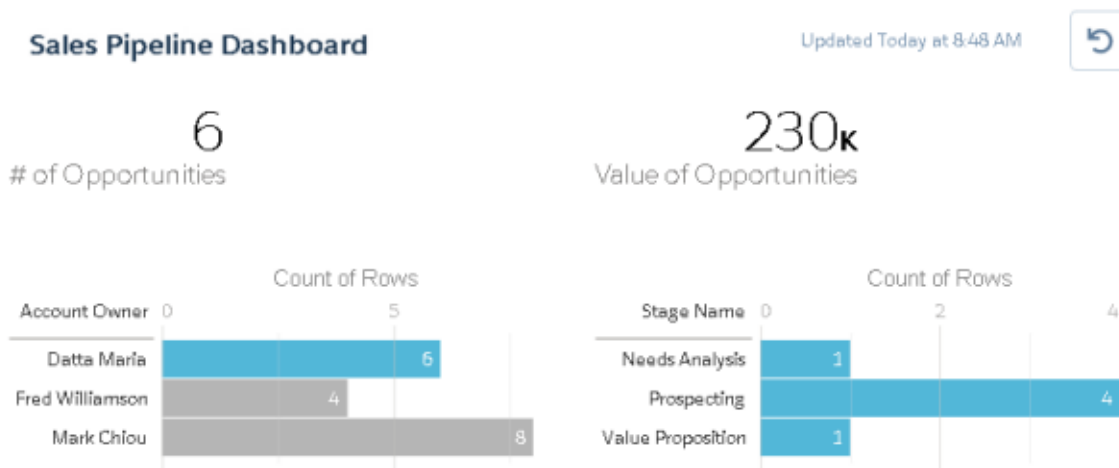 Sales Pipeline Dashboard
Updated Today at 8:48 AM
6
# of Opportunities
230K
Value of Opportunities
Count of Rows
Account Owner 0 5
Datta Maria 6
Fred Williamson 4
Mark Chiou 8
Count of Rows
Stage Name 0 2 4
Needs Analysis 1
Prospecting 4
Value Proposition 1